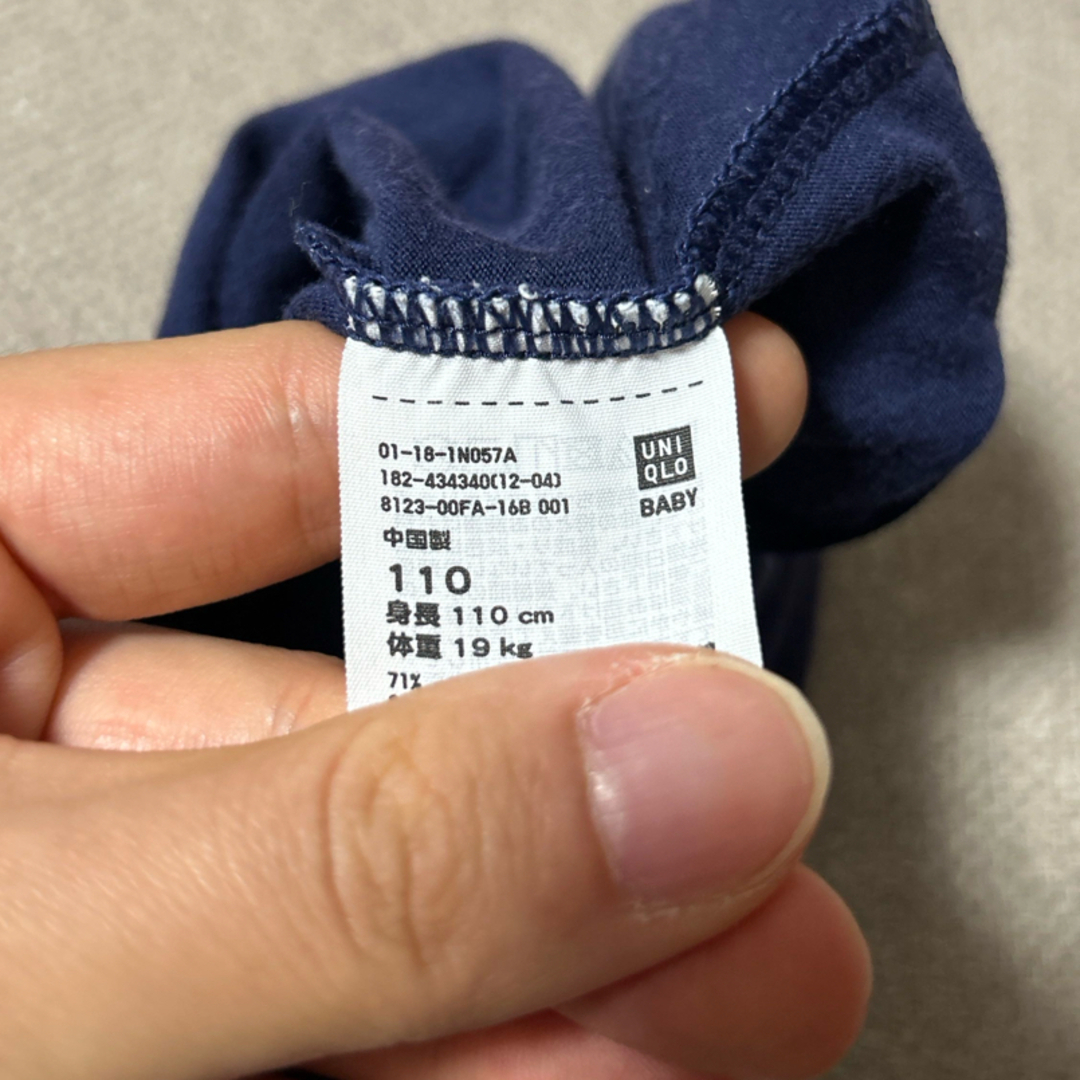 01-18-1N057A
182-434340(12-04)
8123-00FA-16B 001
中国製
110
身長 110 cm
体重 19 kg
71%
UNI
QLO
BABY